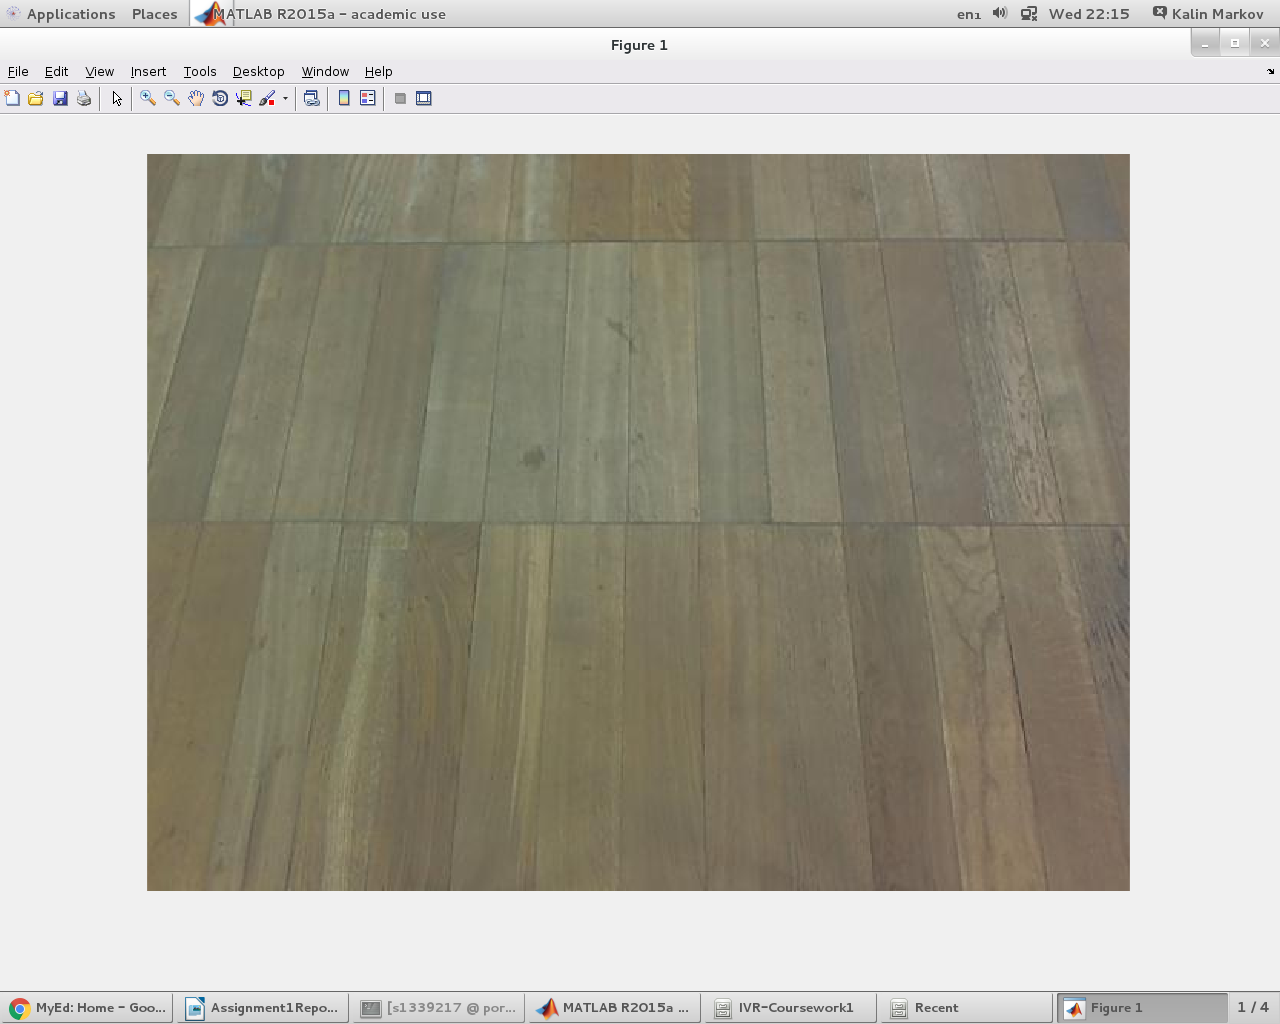 Applications Places MATLAB R2015a - academic use en₁ Wed 22:15 Kalin Markov
Figure 1
File Edit View Insert Tools Desktop Window Help
MyEd: Home - Goo... Assignment1Repo... [s1339217 @ por... MATLAB R2015a ... IVR-Coursework1 Recent Figure 1 1 / 4